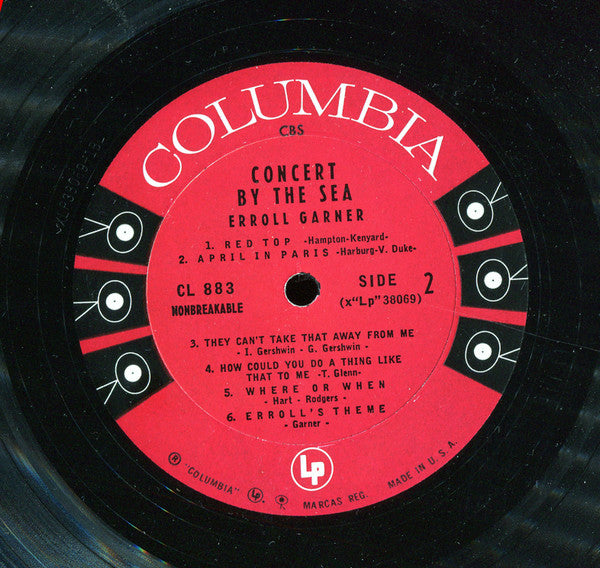 COLUMBIA
CBS
CONCERT
BY THE SEA
ERROLL GARNER
1. RED TOP -Hampton-Kenyard-
2. APRIL IN PARIS -Harburg-V. Duke-
CL 883
NONBREAKABLE
SIDE 2
(x"Lp" 38069)
3. THEY CAN'T TAKE THAT AWAY FROM ME
- I. Gershwin - G. Gershwin -
4. HOW COULD YOU DO A THING LIKE
THAT TO ME -T. Glenn-
5. WHERE OR WHEN
- Hart - Rodgers -
6. ERROLL'S THEME
- Garner -
Lp
® "COLUMBIA" Lp MARCAS REG. MADE IN U. S. A.